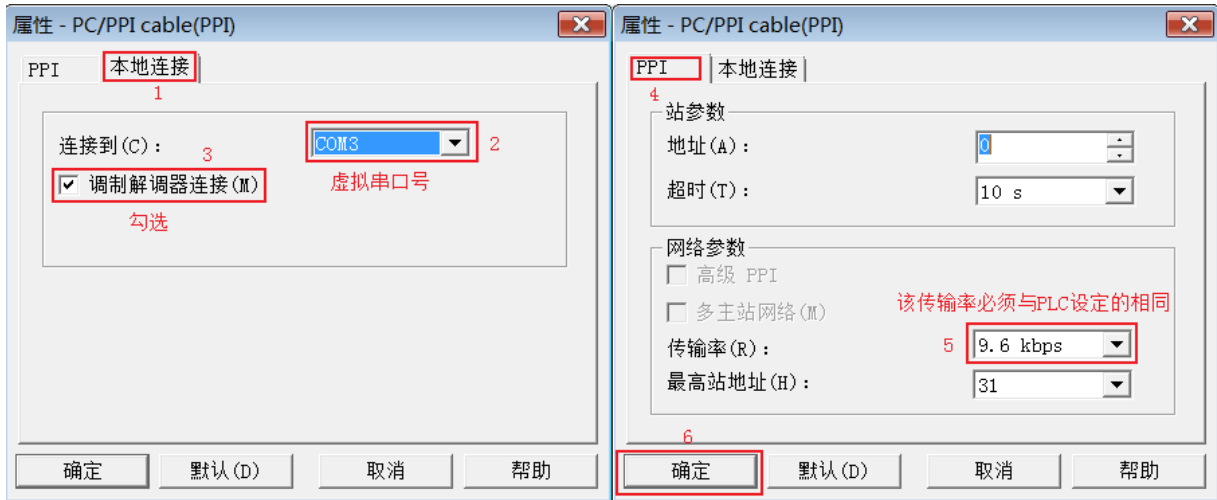 属性 - PC/PPI cable(PPI)
PPI 本地连接
1
连接到(C)：
COM3
2
3
调制解调器连接(M)
虚拟串口号
勾选
确定 默认(D) 取消 帮助
属性 - PC/PPI cable(PPI)
PPI 本地连接
4
站参数
地址(A)：
0
超时(T)：
10 s
网络参数
高级 PPI
多主站网络(M)
该传输率必须与PLC设定的相同
传输率(R)：
5
9.6 kbps
最高站地址(H)：
31
6
确定 默认(D) 取消 帮助